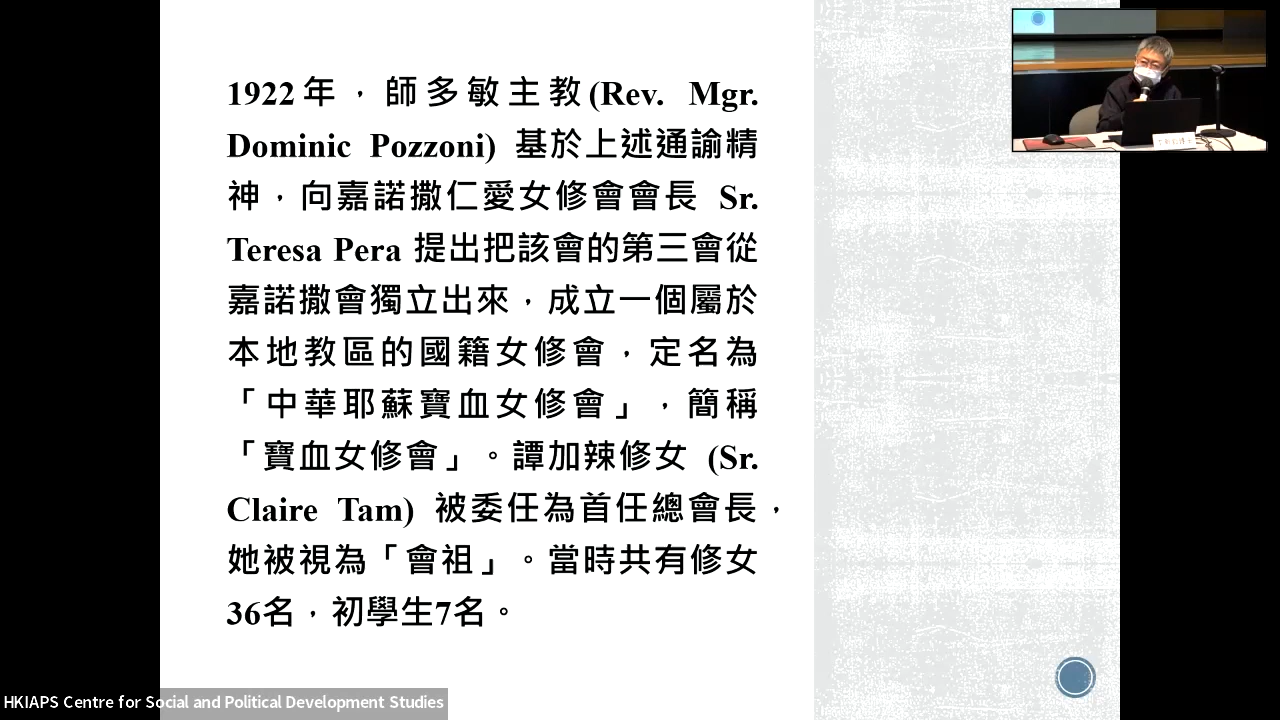 1922年，師多敏主教(Rev. Mgr.
Dominic Pozzoni) 基於上述通諭精
神，向嘉諾撒仁愛女修會會長 Sr.
Teresa Pera 提出把該會的第三會從
嘉諾撒會獨立出來，成立一個屬於
本地教區的國籍女修會，定名為
「中華耶蘇寶血女修會」，簡稱
「寶血女修會」。譚加辣修女 (Sr.
Claire Tam) 被委任為首任總會長，
她被視為「會祖」。當時共有修女
36名，初學生7名。
HKIAPS Centre for Social and Political Development Studies